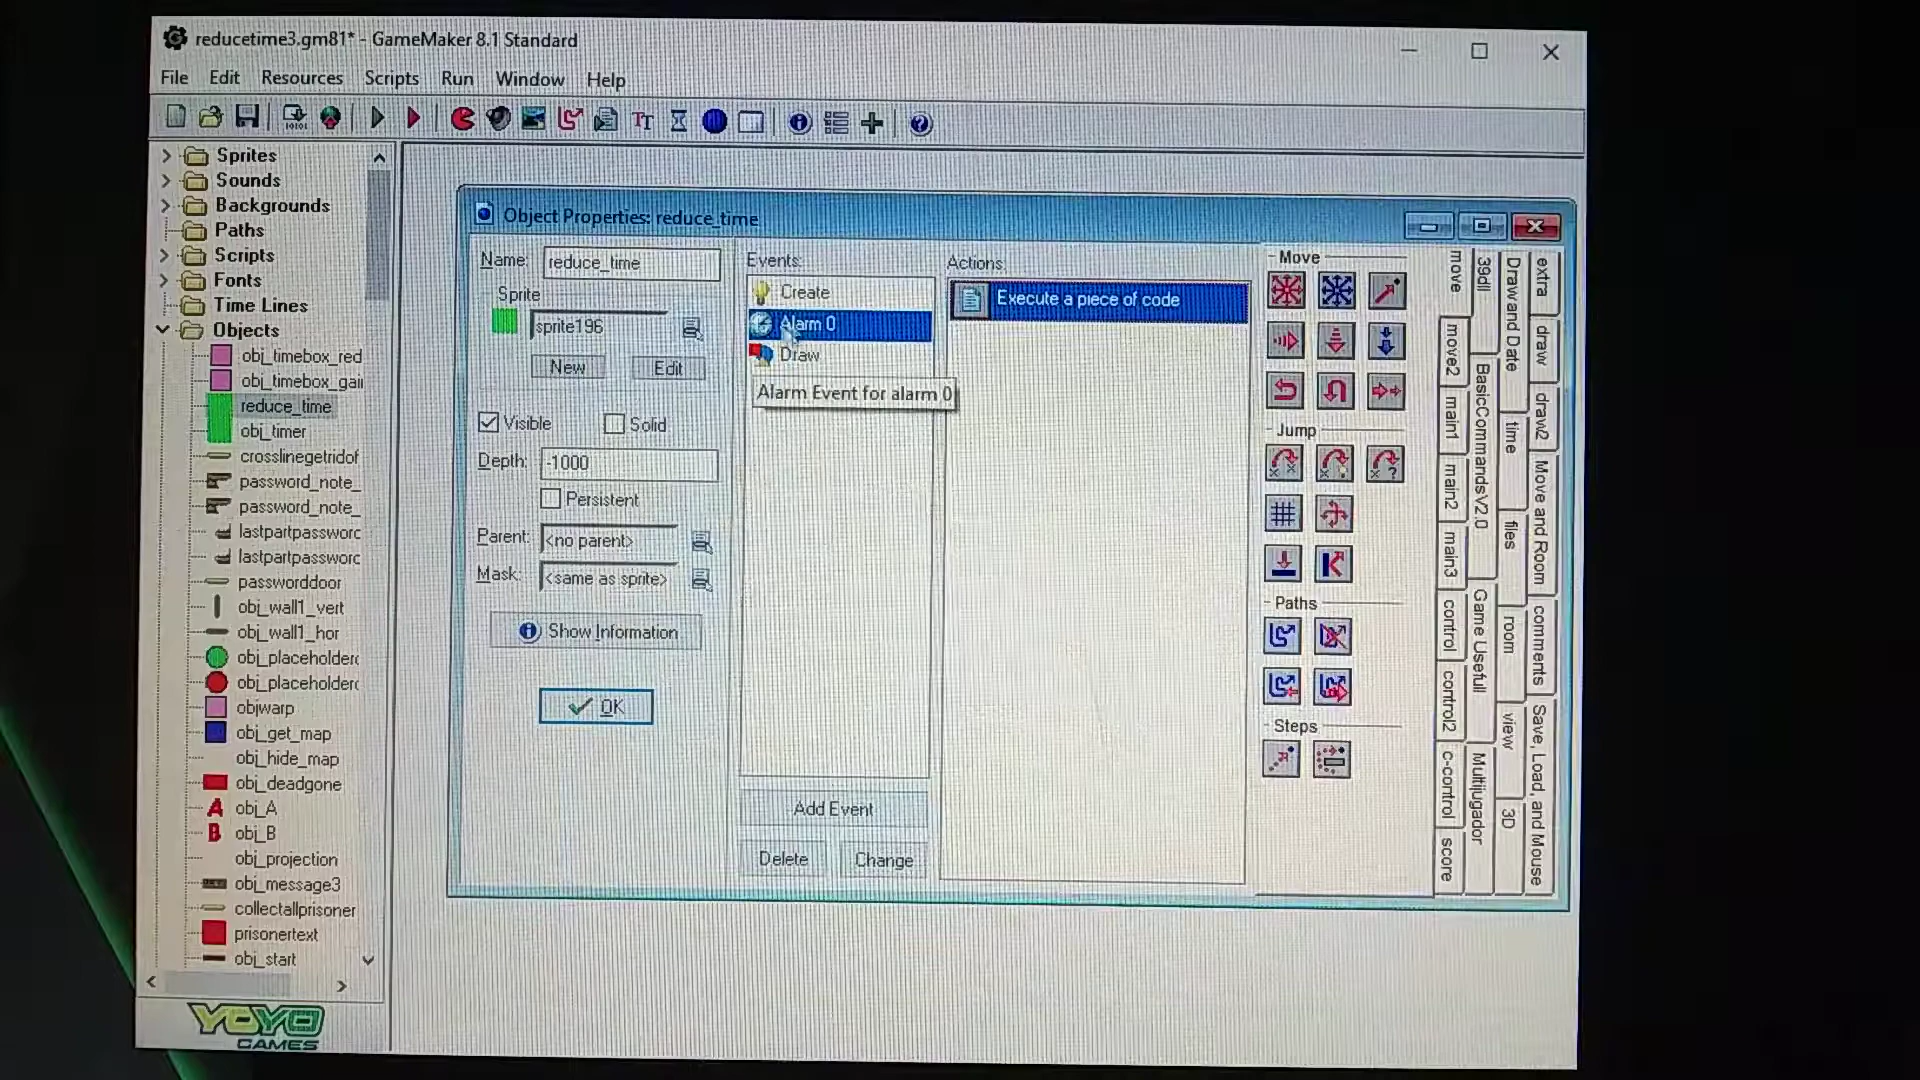 reducetime3.gm81* - GameMaker 8.1 Standard
File Edit Resources Scripts Run Window Help
Sprites
Sounds
Backgrounds
Paths
Scripts
Fonts
Time Lines
Objects
obj_timebox_red
obj_timebox_gaii
reduce_time
obj_timer
crosslinegetridof
password_note_
password_note_
lastpartpassworc
lastpartpassworc
passworddoor
obj_wall1_vert
obj_wall1_hor
obj_placeholder(
obj_placeholder(
objwarp
obj_get_map
obj_hide_map
obj_deadgone
A obj_A
B obj_B
obj_projection
obj_message3
collectallprisoner
prisonertext
obj_start
YOYO
GAMES
Object Properties: reduce_time
Name: reduce_time
Sprite
sprite196
New Edit
Visible Solid
Depth: -1000
Persistent
Parent: <no parent>
Mask: <same as sprite>
Show Information
OK
Events:
Create
Alarm 0
Draw
Alarm Event for alarm 0
Add Event
Delete Change
Actions:
Execute a piece of code
Move
Jump
Paths
Steps
move
move2
main1
main2
main3
control
control2
c-control
score
39dll
BasicCommandsV2.0
Game Usefull
Multijugador
Drawand Date
time
files
room
view
3D
extra
draw
draw2
Move and Room
comments
Save, Load, and Mouse